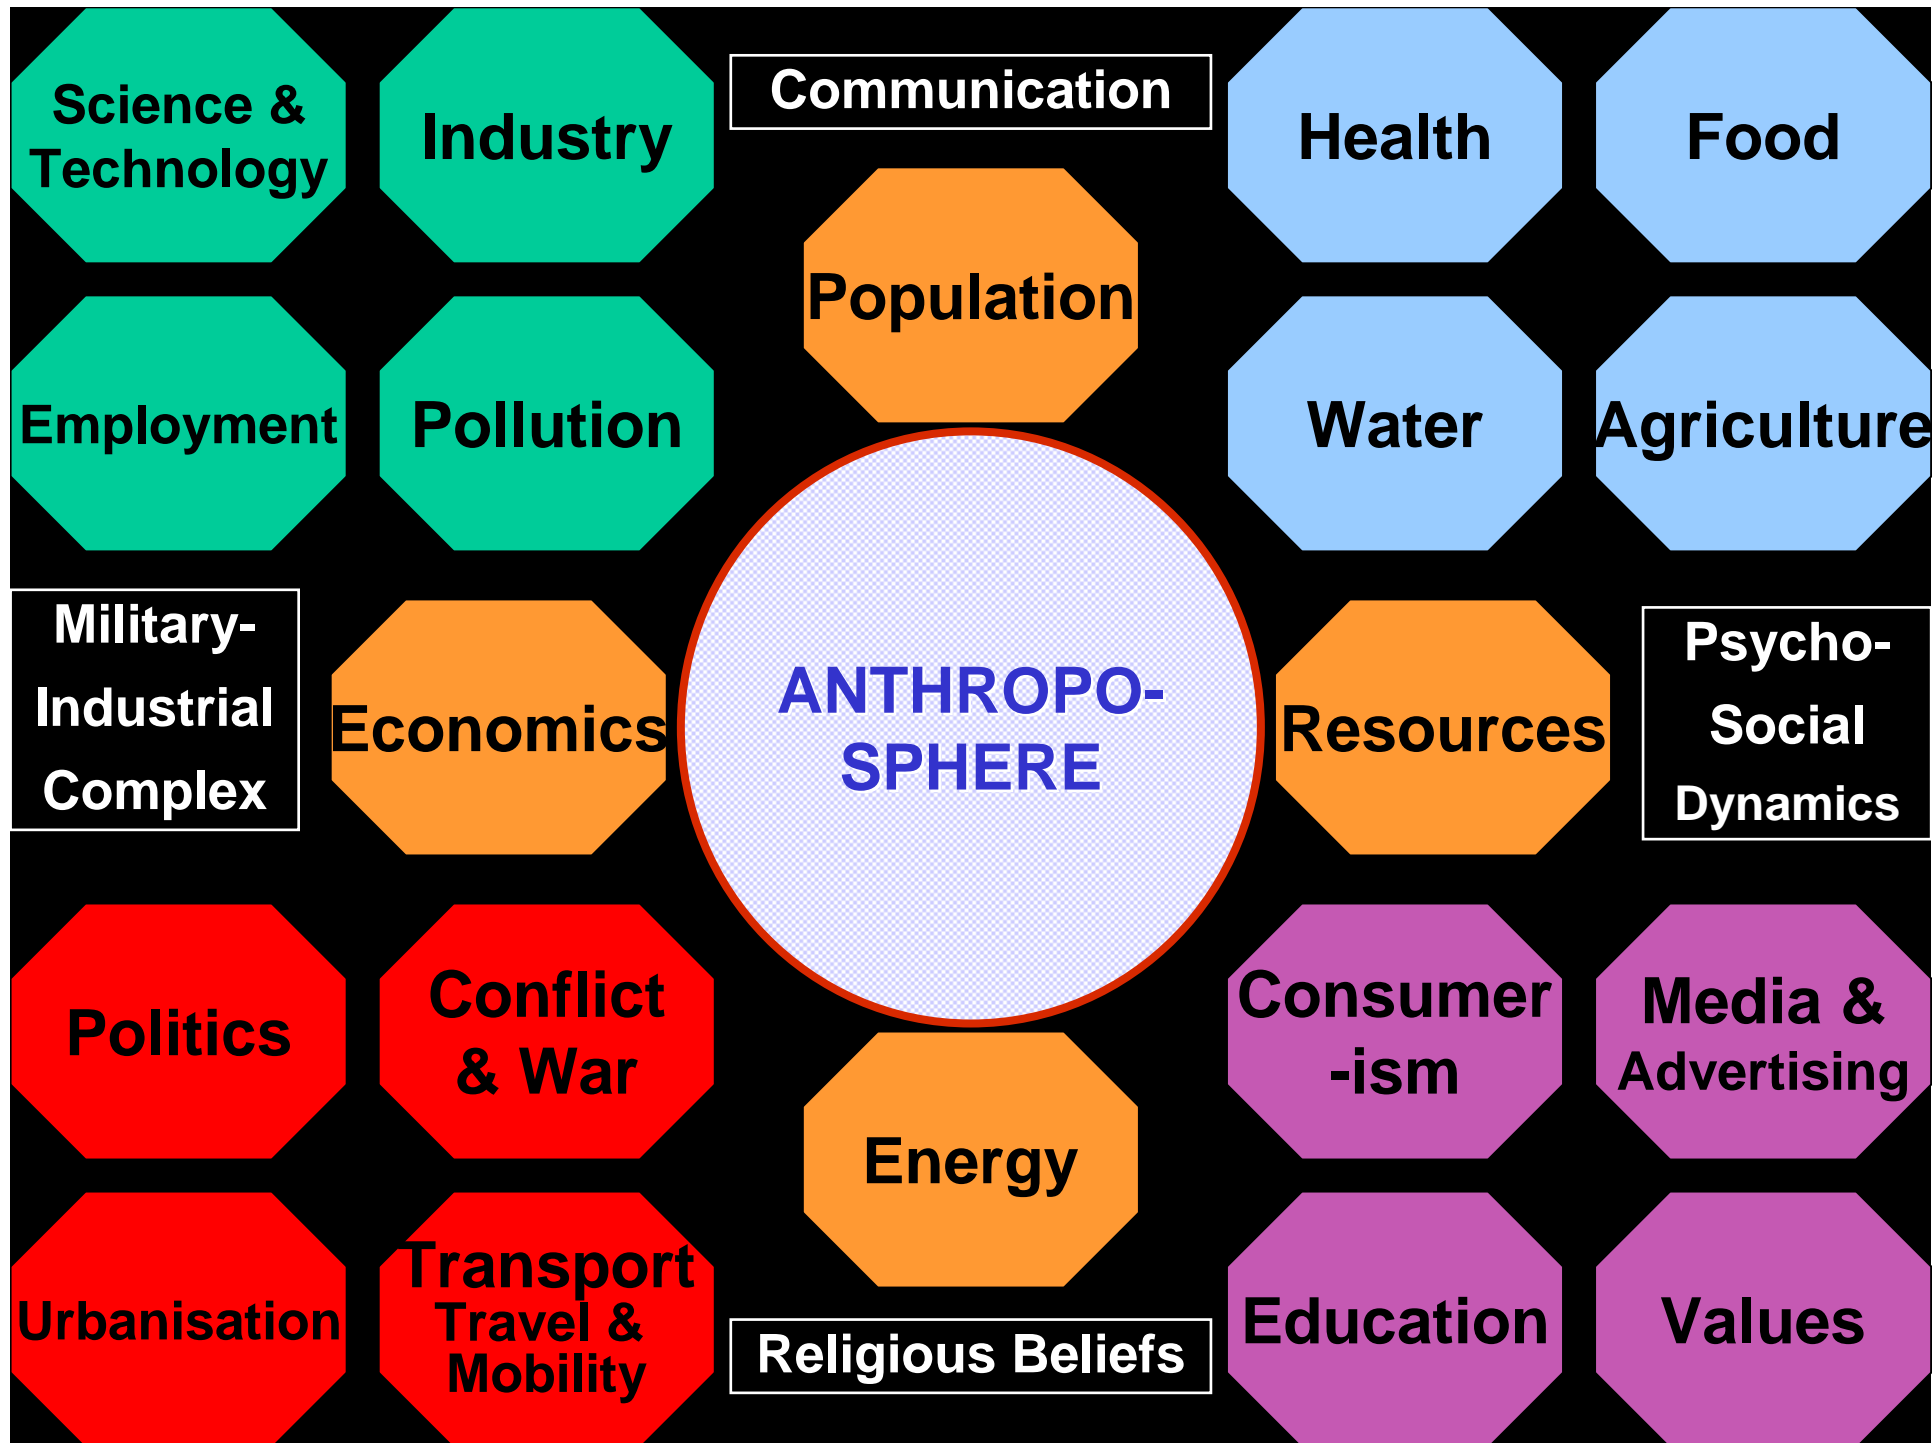 Science &
Technology
Industry
Communication
Health
Food
Population
Employment
Pollution
Water
Agriculture
Military-
Industrial
Complex
Economics
ANTHROPO-
SPHERE
Resources
Psycho-
Social
Dynamics
Politics
Conflict
& War
Consumer
-ism
Media &
Advertising
Energy
Urbanisation
Transport
Travel &
Mobility
Religious Beliefs
Education
Values